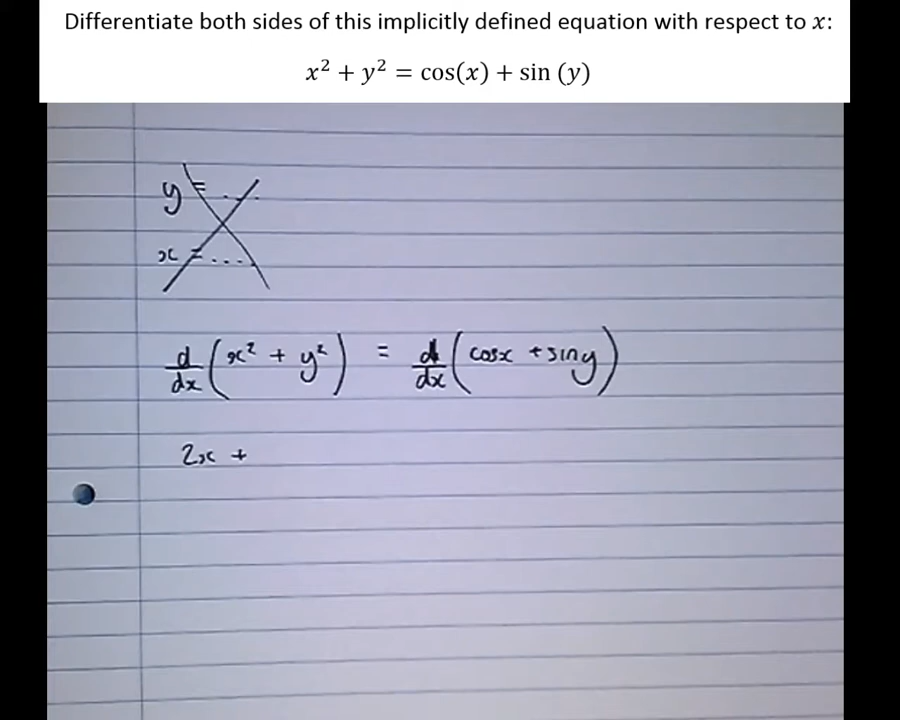 Differentiate both sides of this implicitly defined equation with respect to x:
x² + y² = cos(x) + sin (y)
y = ....
x = ....
d/dx (x² + y²) = d/dx (cosx + siny)
2x +